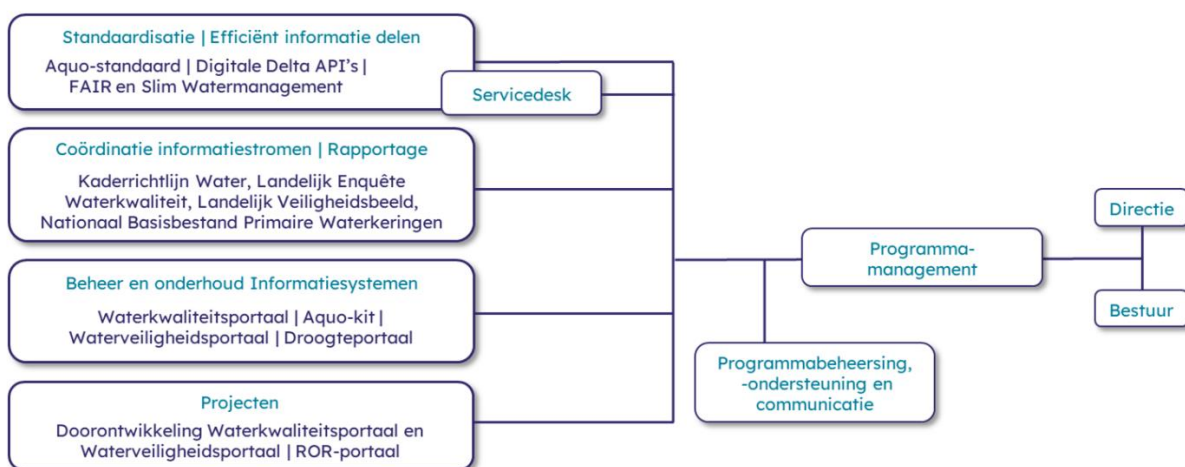 Standaardisatie | Efficiënt informatie delen
Aquo-standaard | Digitale Delta API's |
FAIR en Slim Watermanagement
Servicedesk
Coördinatie informatiestromen | Rapportage
Kaderrichtlijn Water, Landelijk Enquête
Waterkwaliteit, Landelijk Veiligheidsbeeld,
Nationaal Basisbestand Primaire Waterkeringen
Beheer en onderhoud Informatiesystemen
Waterkwaliteitsportaal | Aquo-kit |
Waterveiligheidsportaal | Droogteportaal
Projecten
Doorontwikkeling Waterkwaliteitsportaal en
Waterveiligheidsportaal | ROR-portaal
Programma-
management
Programmabeheersing,
-ondersteuning en
communicatie
Directie
Bestuur